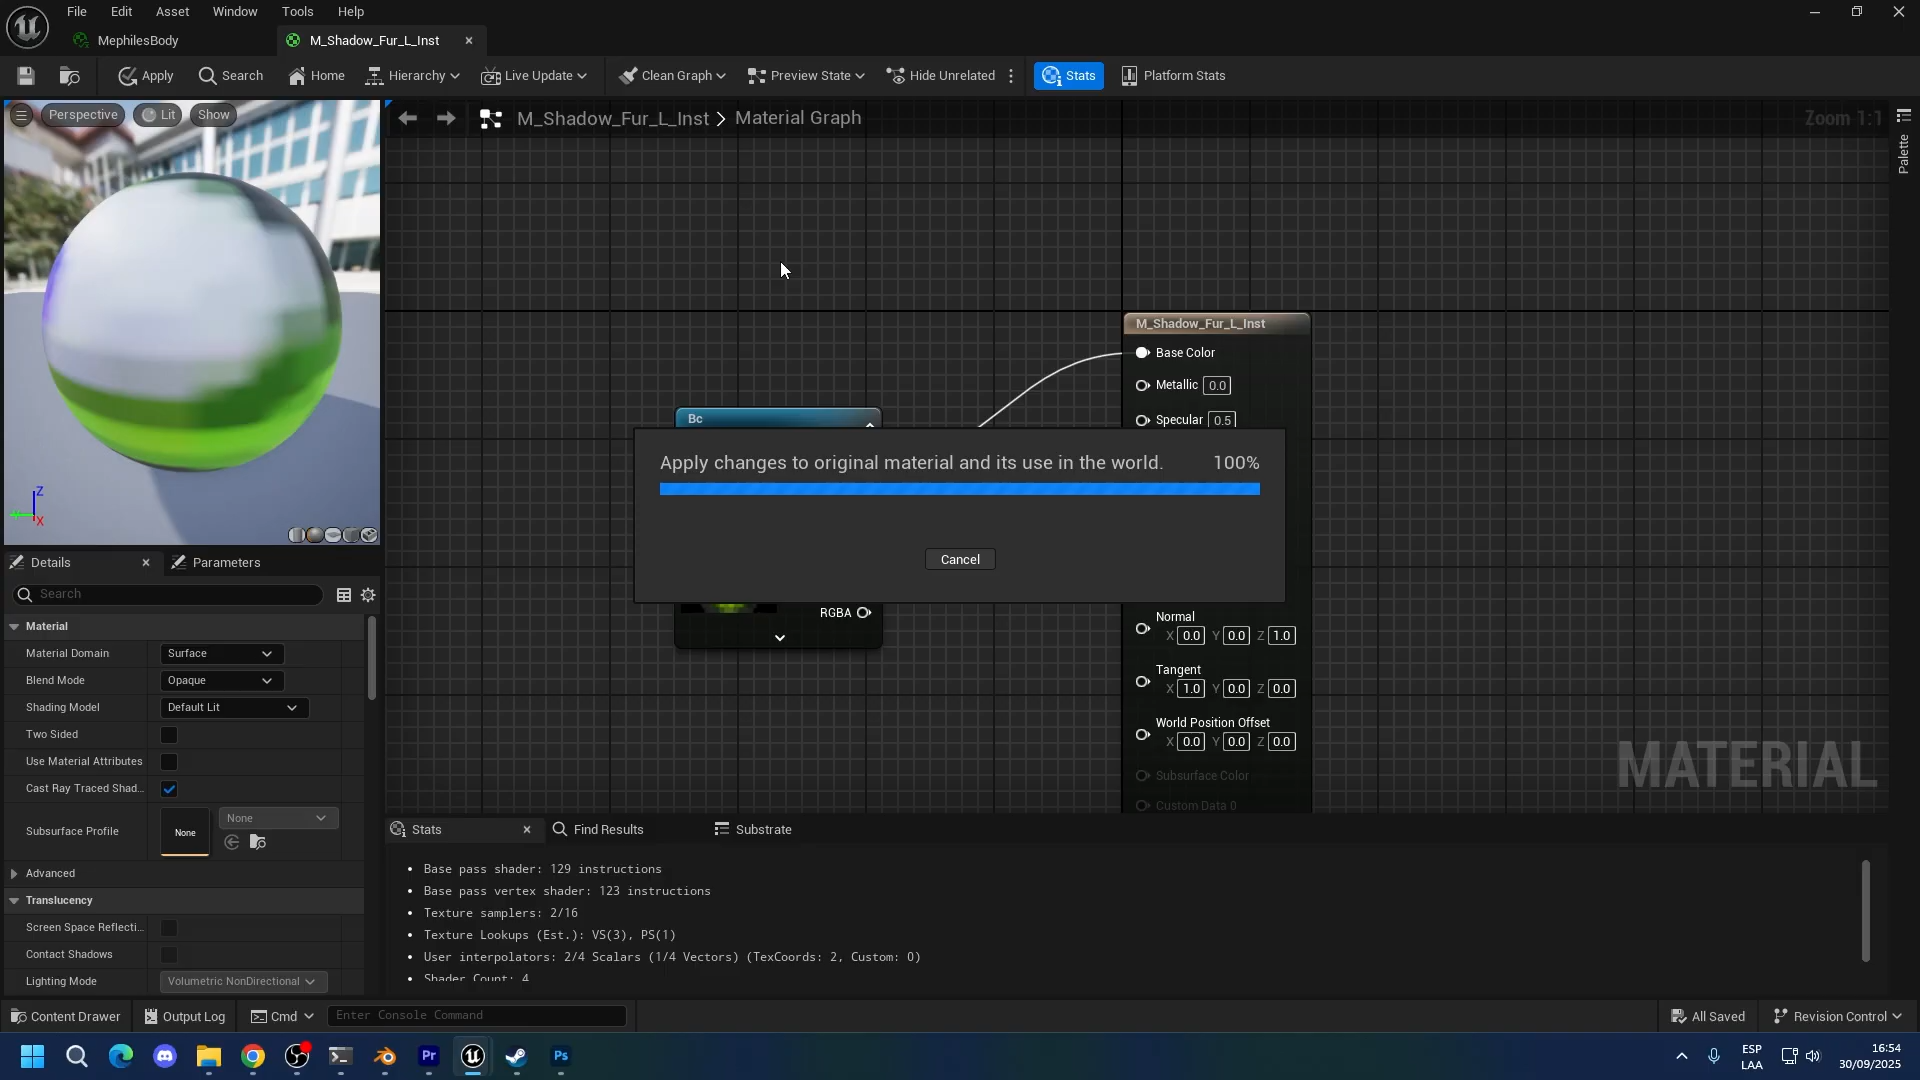 File Edit Asset Window Tools Help
MephilesBody
M_Shadow_Fur_L_Inst
Apply Search Home Hierarchy Live Update Clean Graph Preview State Hide Unrelated Stats Platform Stats
Perspective Lit Show
M_Shadow_Fur_L_Inst > Material Graph
Zoom 1:1
Palette
M_Shadow_Fur_L_Inst
Base Color
Metallic 0.0
Bc
Specular 0.5
Apply changes to original material and its use in the world. 100%
Cancel
RGBA
Normal
X 0.0 Y 0.0 Z 1.0
Tangent
X 1.0 Y 0.0 Z 0.0
World Position Offset
X 0.0 Y 0.0 Z 0.0
Subsurface Color
Custom Data 0
MATERIAL
Z
X
Details Parameters
Search
Material
Material Domain Surface
Blend Mode Opaque
Shading Model Default Lit
Two Sided
Use Material Attributes
Cast Ray Traced Shad...
Subsurface Profile None None
Advanced
Translucency
Screen Space Reflecti...
Contact Shadows
Lighting Mode Volumetric NonDirectional
Stats Find Results Substrate
• Base pass shader: 129 instructions
• Base pass vertex shader: 123 instructions
• Texture samplers: 2/16
• Texture Lookups (Est.): VS(3), PS(1)
• User interpolators: 2/4 Scalars (1/4 Vectors) (TexCoords: 2, Custom: 0)
• Shader Count: 4
Content Drawer Output Log Cmd Enter Console Command All Saved Revision Control
Pr
Ps
ESP
LAA
16:54
30/09/2025